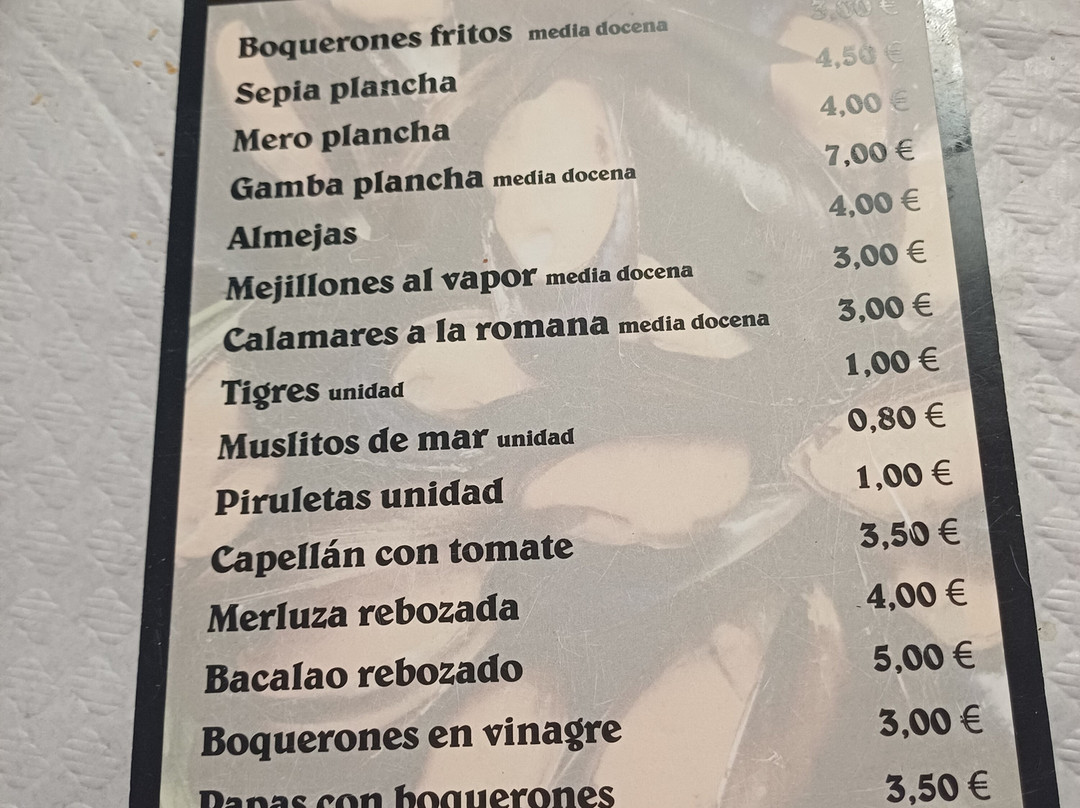 Boquerones fritos media docena 3,00 €
Sepia plancha 4,50 €
Mero plancha 4,00 €
Gamba plancha media docena 7,00 €
Almejas 4,00 €
Mejillones al vapor media docena 3,00 €
Calamares a la romana media docena 3,00 €
Tigres unidad 1,00 €
Muslitos de mar unidad 0,80 €
Piruletas unidad 1,00 €
Capellán con tomate 3,50 €
Merluza rebozada 4,00 €
Bacalao rebozado 5,00 €
Boquerones en vinagre 3,00 €
Papas con boquerones 3,50 €